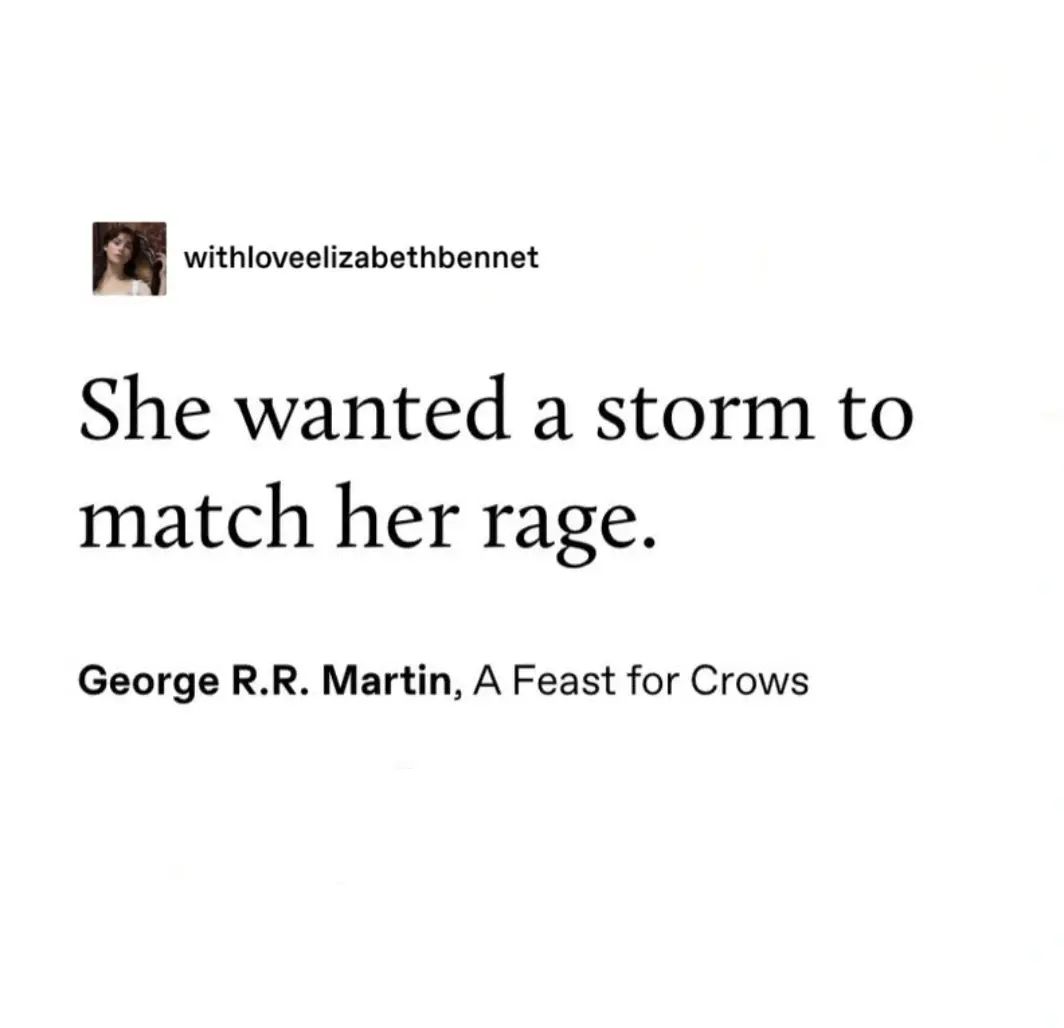 withloveelizabethbennet
She wanted a storm to
match her rage.
George R.R. Martin, A Feast for Crows